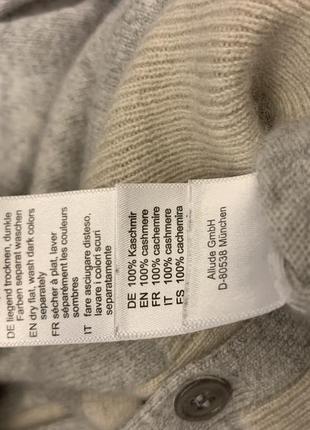 DE liegend trocknen, dunkle
Farben separat waschen
EN dry flat, wash dark colors
separately
FR sécher à plat, laver
séparément les couleurs
sombres
IT fare asciugare disteso,
lavare i colori scuri
separatamente
DE 100% Kaschmir
EN 100% cashmere
FR 100% cachemire
IT 100% cashmere
ES 100% cachemira
Allude GmbH
D-80538 München